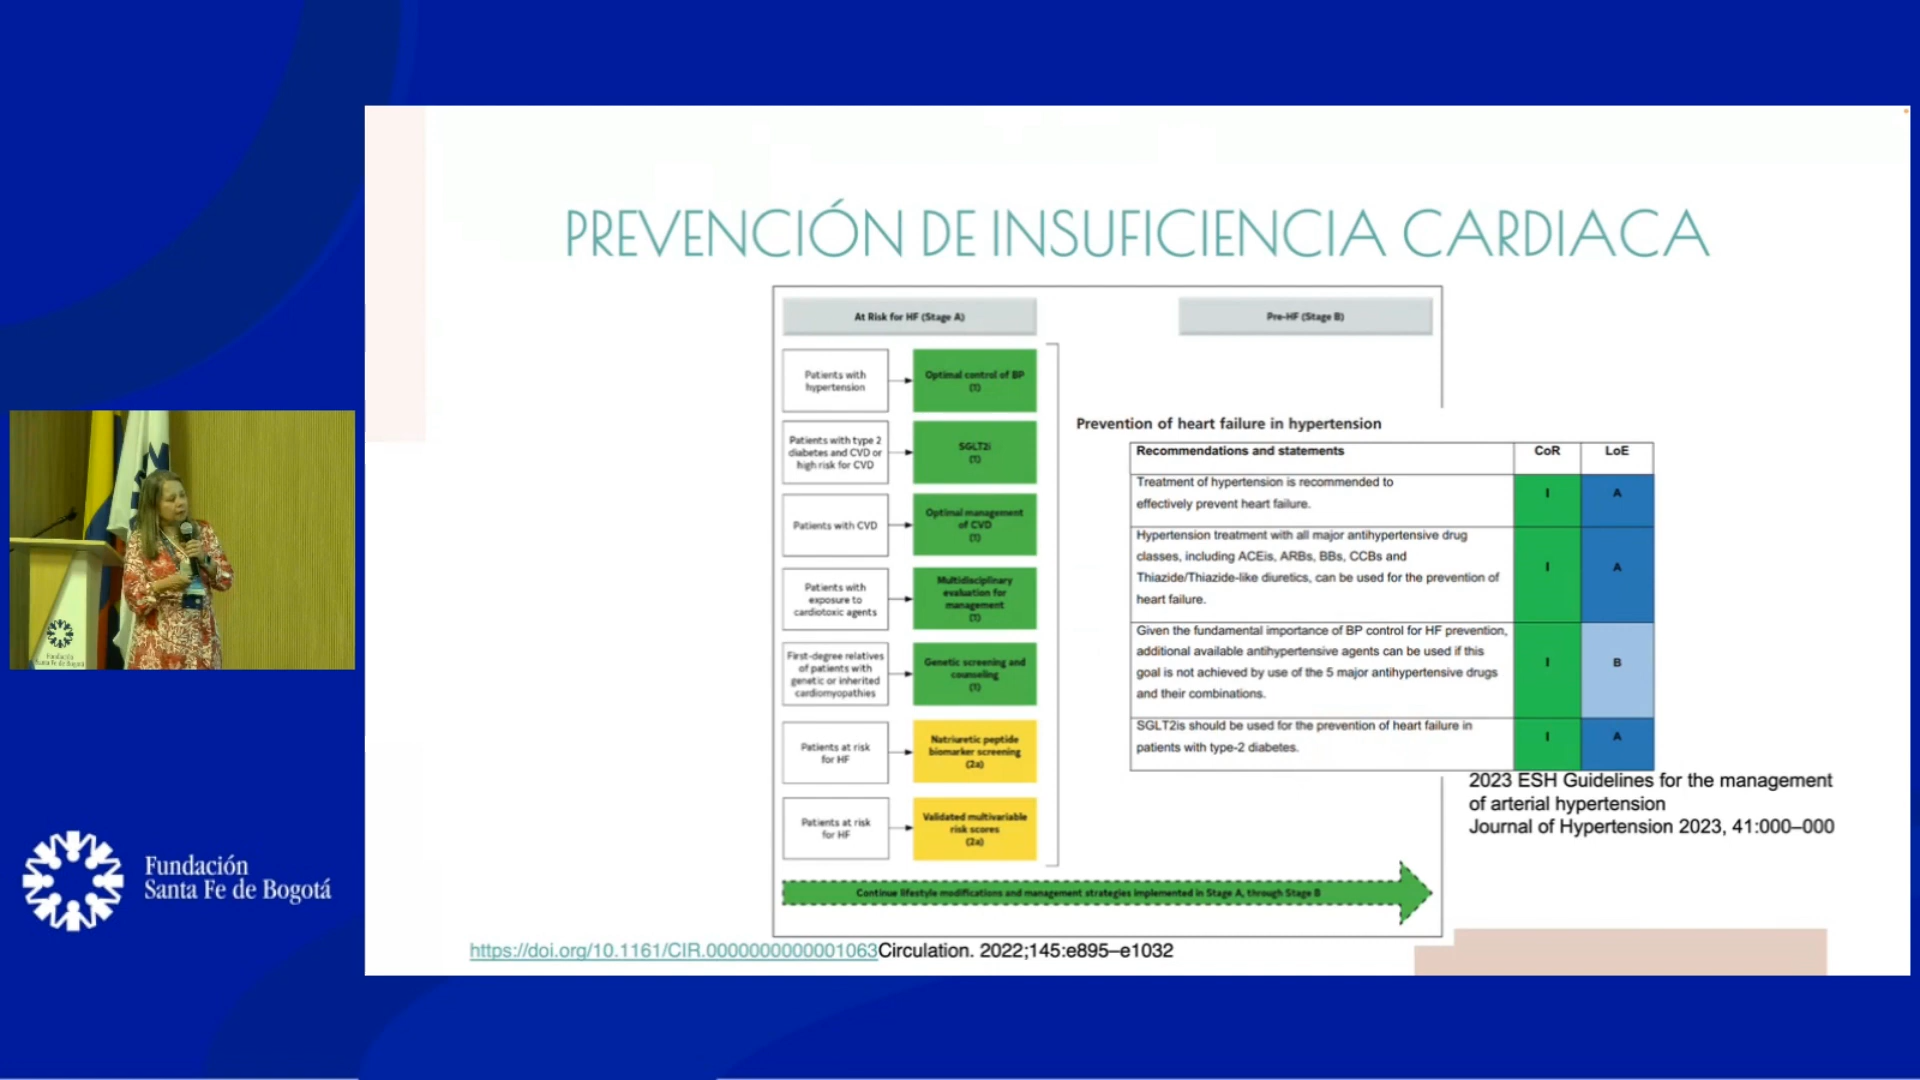 PREVENCIÓN DE INSUFICIENCIA CARDIACA
At Risk for HF (Stage A)
Pre-HF (Stage B)
Patients with
hypertension
Optimal control of BP
(1)
Patients with type 2
diabetes and CVD or
high risk for CVD
SGLT2i
(1)
Patients with CVD
Optimal management
of CVD
(1)
Patients with
exposure to
cardiotoxic agents
Multidisciplinary
evaluation for
management
(1)
First-degree relatives
of patients with
genetic or inherited
cardiomyopathies
Genetic screening and
counseling
(1)
Patients at risk
for HF
Natriuretic peptide
biomarker screening
(2a)
Patients at risk
for HF
Validated multivariable
risk scores
(2a)
Continue lifestyle modifications and management strategies implemented in Stage A, through Stage B
Prevention of heart failure in hypertension
Recommendations and statements CoR LoE
Treatment of hypertension is recommended to
effectively prevent heart failure.
I A
Hypertension treatment with all major antihypertensive drug
classes, including ACEis, ARBs, BBs, CCBs and
Thiazide/Thiazide-like diuretics, can be used for the prevention of
heart failure.
I A
Given the fundamental importance of BP control for HF prevention,
additional available antihypertensive agents can be used if this
goal is not achieved by use of the 5 major antihypertensive drugs
and their combinations.
I B
SGLT2is should be used for the prevention of heart failure in
patients with type-2 diabetes.
I A
2023 ESH Guidelines for the management
of arterial hypertension
Journal of Hypertension 2023, 41:000–000
https://doi.org/10.1161/CIR.0000000000001063Circulation. 2022;145:e895–e1032
Fundación
Santa Fe de Bogotá
Fundación
Santa Fe de Bogotá